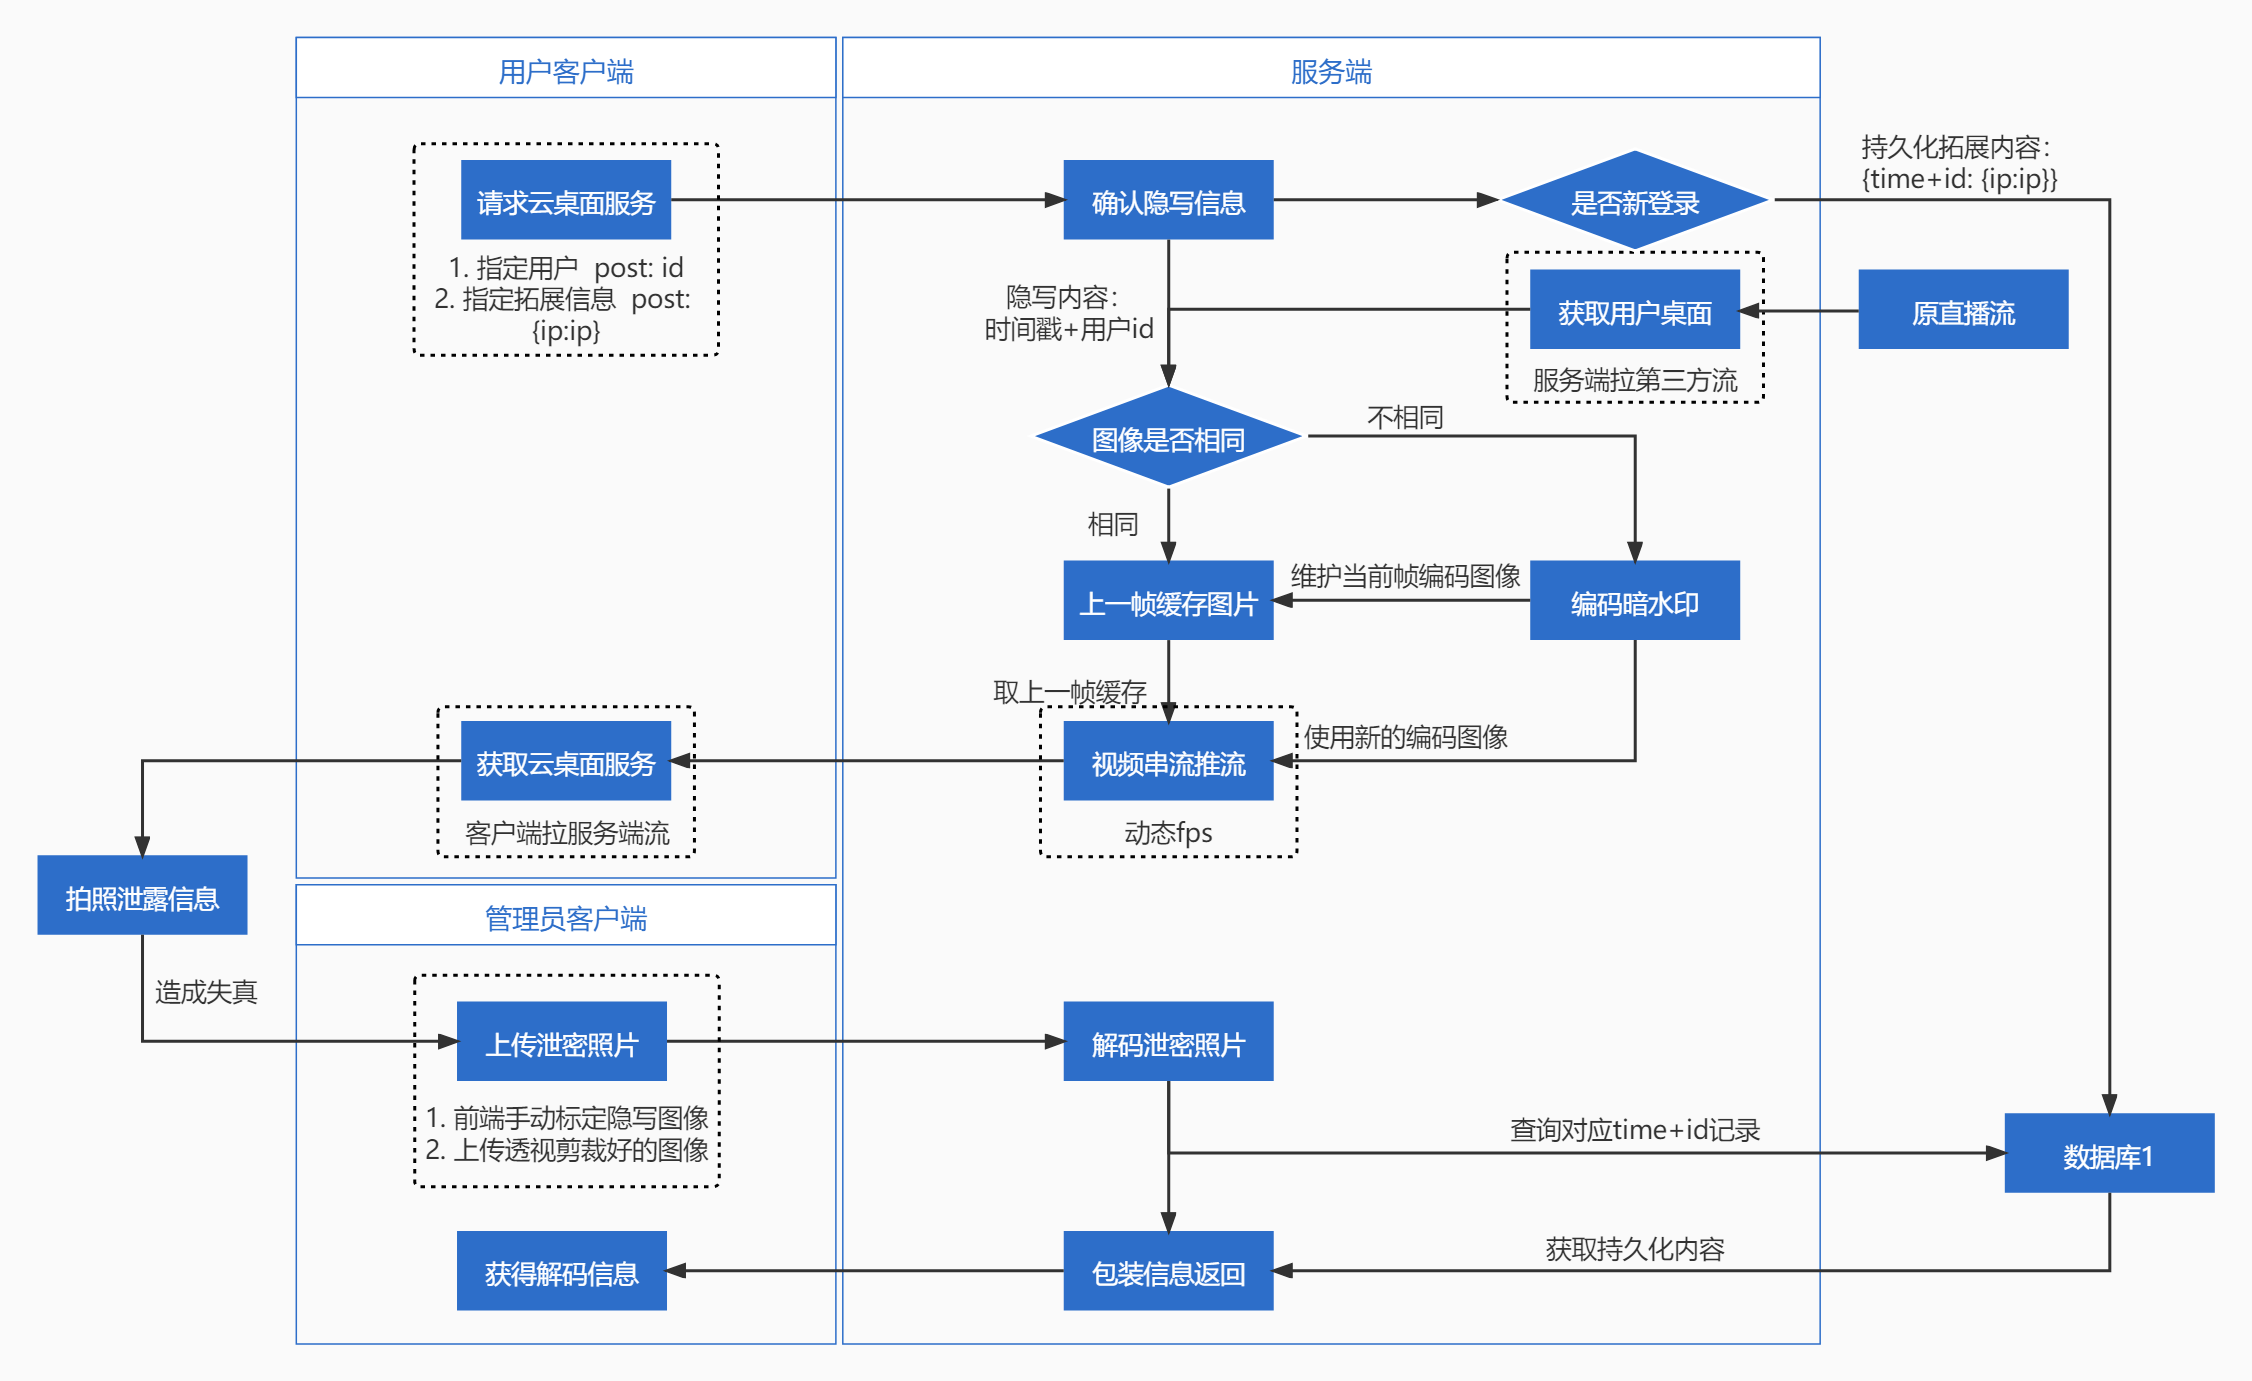 用户客户端
服务端
持久化拓展内容：
{time+id: {ip:ip}}
请求云桌面服务
确认隐写信息
是否新登录
1. 指定用户  post: id
2. 指定拓展信息  post:
{ip:ip}
隐写内容：
时间戳+用户id
获取用户桌面
原直播流
服务端拉第三方流
图像是否相同
不相同
相同
上一帧缓存图片
维护当前帧编码图像
编码暗水印
取上一帧缓存
使用新的编码图像
获取云桌面服务
视频串流推流
客户端拉服务端流
动态fps
拍照泄露信息
管理员客户端
造成失真
上传泄密照片
解码泄密照片
1. 前端手动标定隐写图像
2. 上传透视剪裁好的图像
查询对应time+id记录
数据库1
获取持久化内容
获得解码信息
包装信息返回